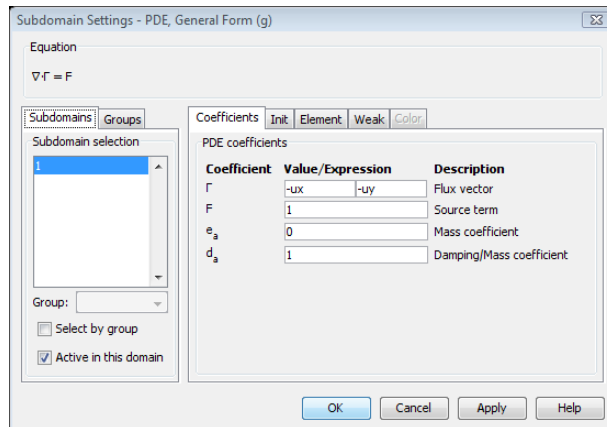 Subdomain Settings - PDE, General Form (g)
Equation
∇·Γ = F
Subdomains Groups
Subdomain selection
1
Group:
Select by group
Active in this domain
Coefficients Init Element Weak Color
PDE coefficients
Coefficient Value/Expression Description
Γ -ux -uy Flux vector
F 1 Source term
eₐ 0 Mass coefficient
dₐ 1 Damping/Mass coefficient
OK Cancel Apply Help